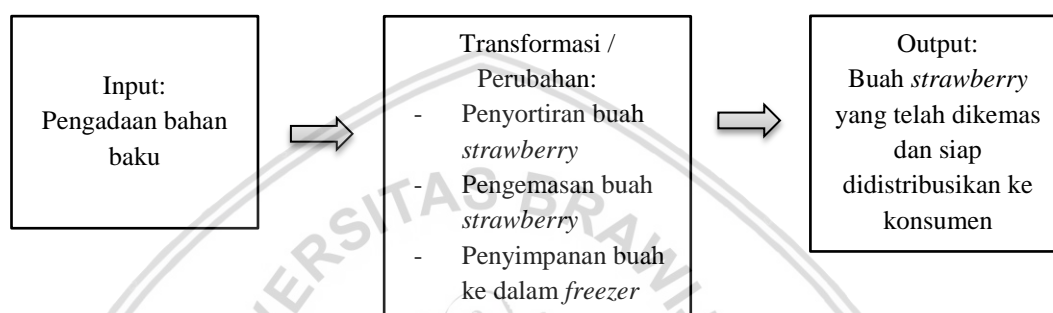 Input:
Pengadaan bahan
baku
Transformasi /
Perubahan:
- Penyortiran buah
strawberry
- Pengemasan buah
strawberry
- Penyimpanan buah
ke dalam freezer
Output:
Buah strawberry
yang telah dikemas
dan siap
didistribusikan ke
konsumen